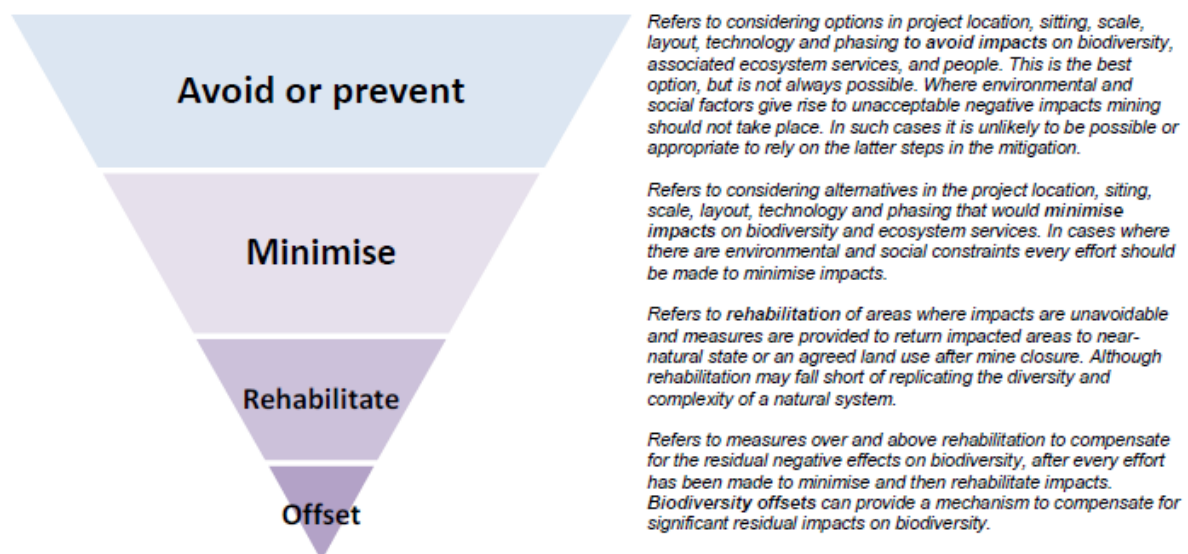 Avoid or prevent
Refers to considering options in project location, sitting, scale,
layout, technology and phasing to avoid impacts on biodiversity,
associated ecosystem services, and people. This is the best
option, but is not always possible. Where environmental and
social factors give rise to unacceptable negative impacts mining
should not take place. In such cases it is unlikely to be possible or
appropriate to rely on the latter steps in the mitigation.
Minimise
Refers to considering alternatives in the project location, siting,
scale, layout, technology and phasing that would minimise
impacts on biodiversity and ecosystem services. In cases where
there are environmental and social constraints every effort should
be made to minimise impacts.
Rehabilitate
Refers to rehabilitation of areas where impacts are unavoidable
and measures are provided to return impacted areas to near-
natural state or an agreed land use after mine closure. Although
rehabilitation may fall short of replicating the diversity and
complexity of a natural system.
Offset
Refers to measures over and above rehabilitation to compensate
for the residual negative effects on biodiversity, after every effort
has been made to minimise and then rehabilitate impacts.
Biodiversity offsets can provide a mechanism to compensate for
significant residual impacts on biodiversity.